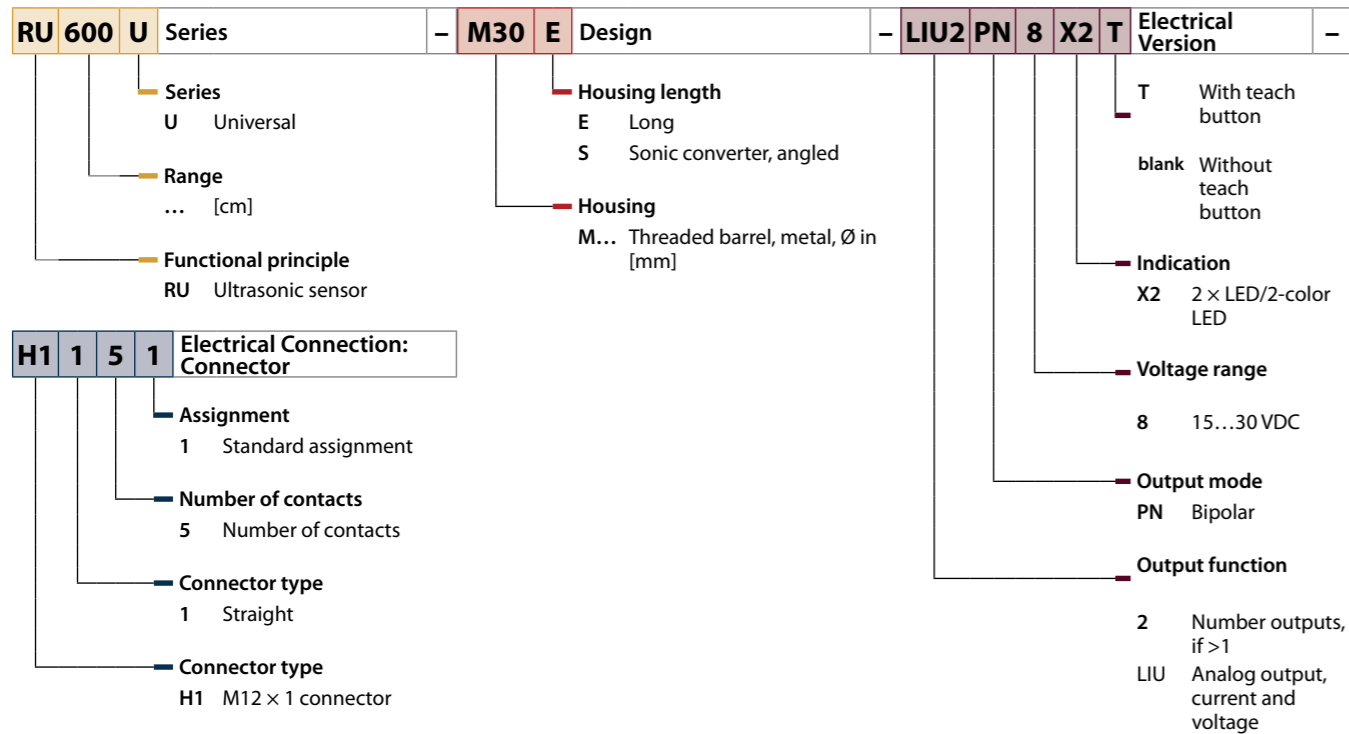 RU 600 U Series – M30 E Design – LIU2 PN 8 X2 T Electrical Version –
Series
U Universal
Range
… [cm]
Functional principle
RU Ultrasonic sensor
Housing length
E Long
S Sonic converter, angled
Housing
M… Threaded barrel, metal, Ø in
[mm]
T With teach
button
blank Without
teach
button
Indication
X2 2 × LED/2-color
LED
Voltage range
8 15…30 VDC
Output mode
PN Bipolar
Output function
2 Number outputs,
if >1
LIU Analog output,
current and
voltage
H1 1 5 1 Electrical Connection:
Connector
Assignment
1 Standard assignment
Number of contacts
5 Number of contacts
Connector type
1 Straight
Connector type
H1 M12 × 1 connector